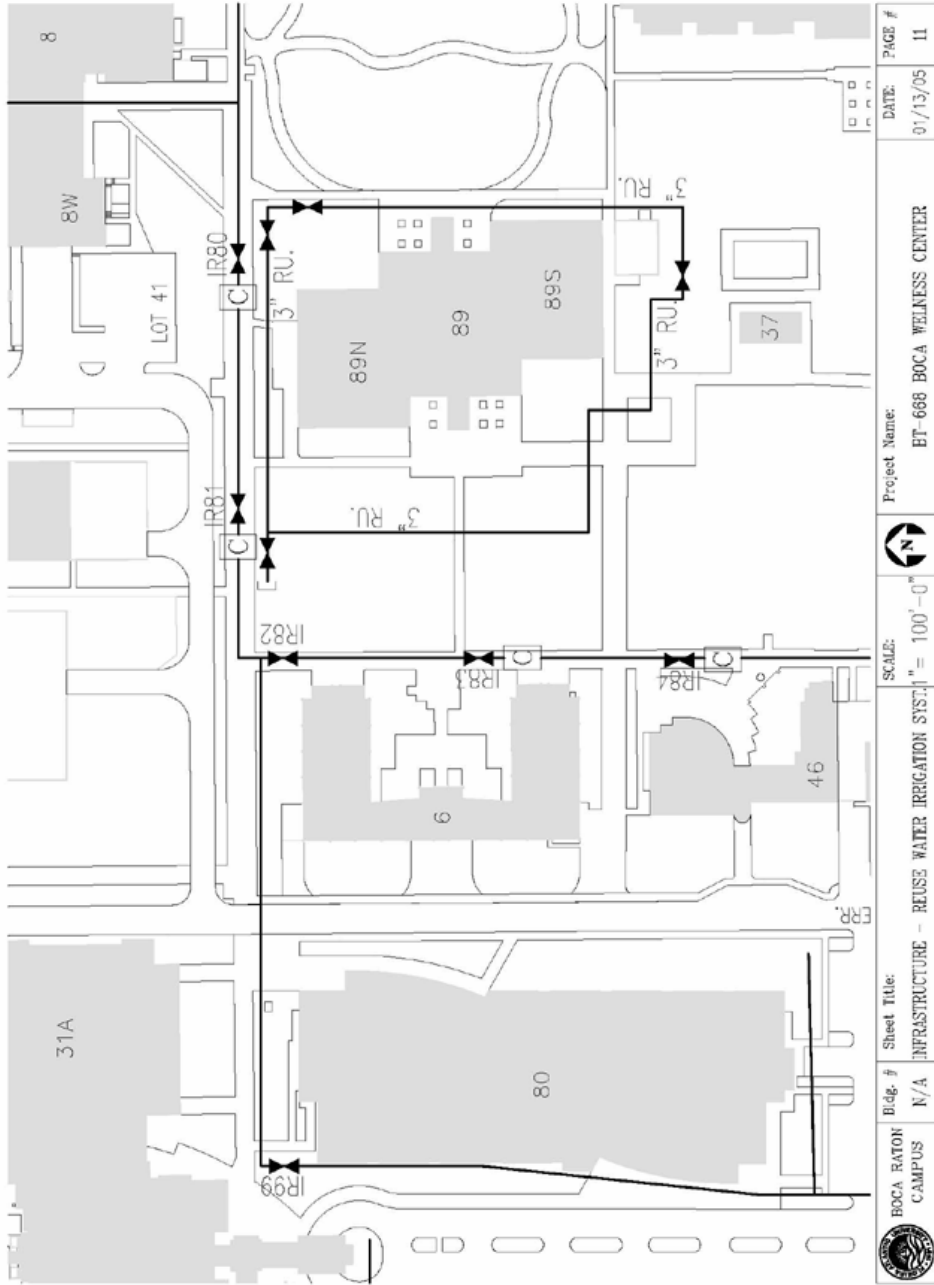 31A
8
8W
LOT 41
IR81
IR80
C
C
IR99
IR82
3" RU.
89N
3" RU.
6
89
IR83
C
80
89S
3" RU.
3" RU.
IR84
C
37
46
ERR.
BOCA RATON
CAMPUS
Bldg. #
N/A
Sheet Title:
INFRASTRUCTURE - REUSE WATER IRRIGATION SYST.
SCALE:
1" = 100'-0"
N
Project Name:
BT-668 BOCA WELNESS CENTER
DATE:
01/13/05
PAGE #
11